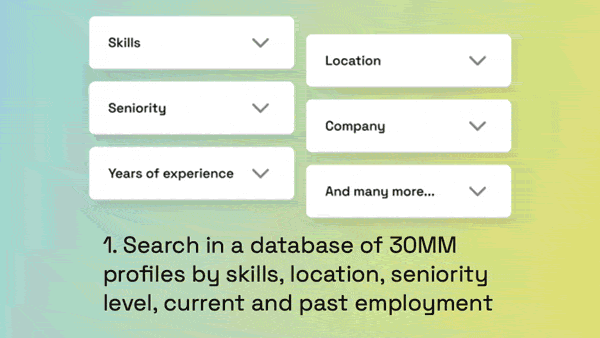 Skills
Location
Seniority
Company
Years of experience
And many more...
1. Search in a database of 30MM
profiles by skills, location, seniority
level, current and past employment